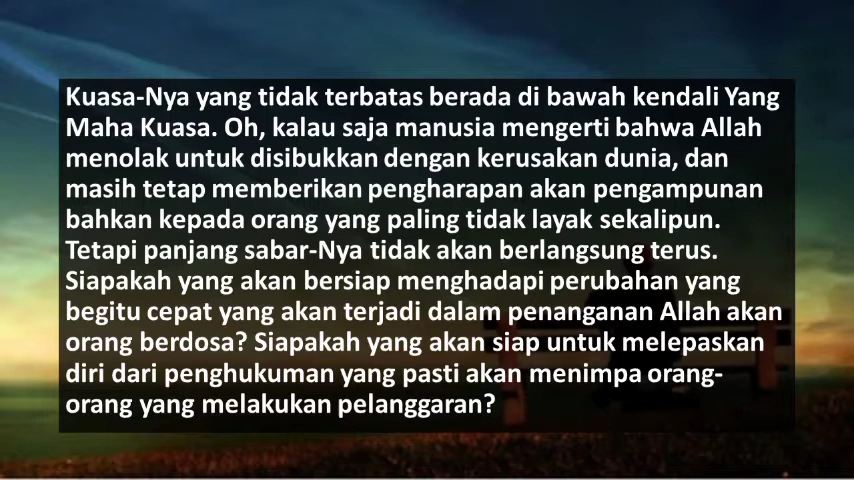 Kuasa-Nya yang tidak terbatas berada di bawah kendali Yang
Maha Kuasa. Oh, kalau saja manusia mengerti bahwa Allah
menolak untuk disibukkan dengan kerusakan dunia, dan
masih tetap memberikan pengharapan akan pengampunan
bahkan kepada orang yang paling tidak layak sekalipun.
Tetapi panjang sabar-Nya tidak akan berlangsung terus.
Siapakah yang akan bersiap menghadapi perubahan yang
begitu cepat yang akan terjadi dalam penanganan Allah akan
orang berdosa? Siapakah yang akan siap untuk melepaskan
diri dari penghukuman yang pasti akan menimpa orang-
orang yang melakukan pelanggaran?